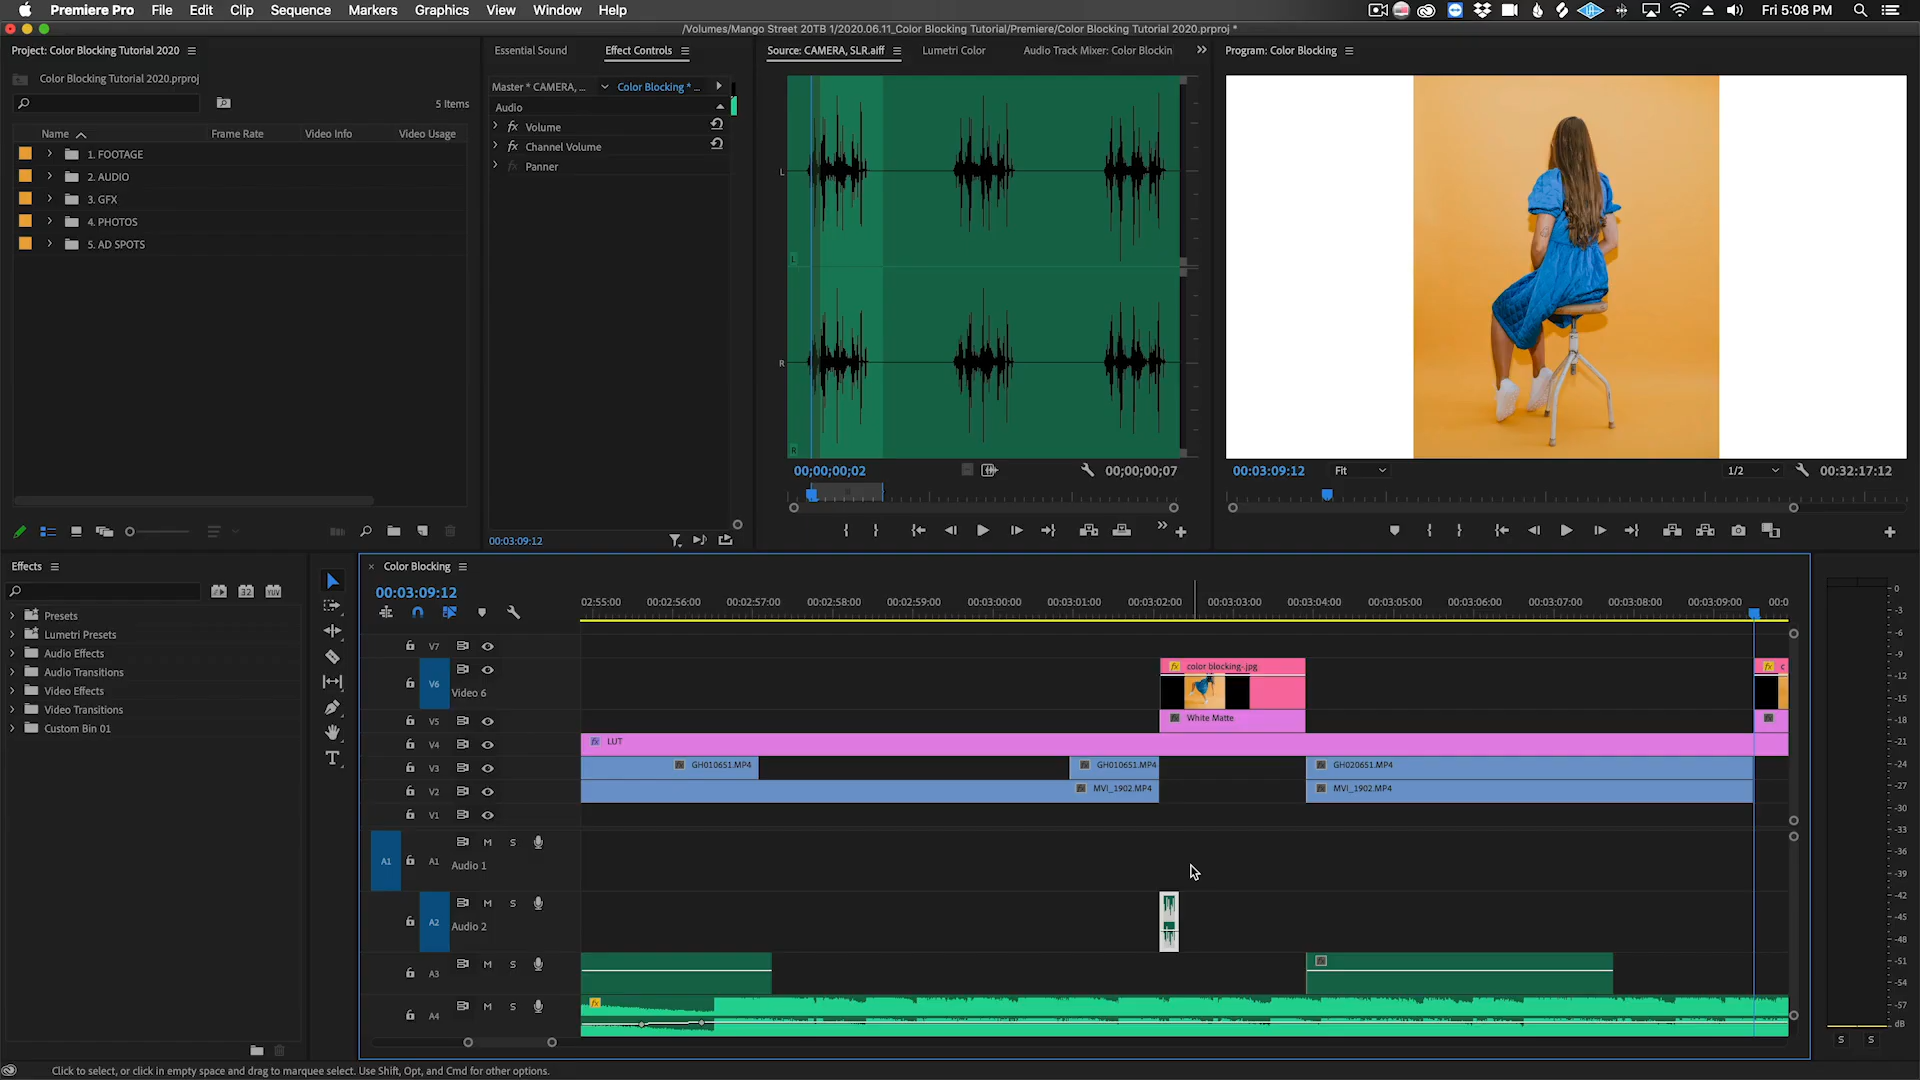 Premiere Pro File Edit Clip Sequence Markers Graphics View Window Help Fri 5:08 PM
/Volumes/Mango Street 20TB 1/2020.06.11_Color Blocking Tutorial/Premiere/Color Blocking Tutorial 2020.prproj *
Project: Color Blocking Tutorial 2020
Color Blocking Tutorial 2020.prproj
5 Items
Name Frame Rate Video Info Video Usage
1. FOOTAGE
2. AUDIO
3. GFX
4. PHOTOS
5. AD SPOTS
Essential Sound Effect Controls
Master * CAMERA, ... Color Blocking * ...
Audio
fx Volume
fx Channel Volume
fx Panner
00:03:09:12
Source: CAMERA, SLR.aiff Lumetri Color Audio Track Mixer: Color Blockin
L
L
R
R
00;00;00;02 00;00;00;07
Program: Color Blocking
00:03:09:12 Fit 1/2 00:32:17:12
Effects
32 YUV
Presets
Lumetri Presets
Audio Effects
Audio Transitions
Video Effects
Video Transitions
Custom Bin 01
T
× Color Blocking
00:03:09:12
02:55:00 00:02:56:00 00:02:57:00 00:02:58:00 00:02:59:00 00:03:00:00 00:03:01:00 00:03:02:00 00:03:03:00 00:03:04:00 00:03:05:00 00:03:06:00 00:03:07:00 00:03:08:00 00:03:09:00 00:0
V7
V6 Video 6 fx color blocking-.jpg fx c
V5 White Matte
V4 LUT
V3 GH010651.MP4 GH010651.MP4 GH020651.MP4
V2 MVI_1902.MP4 MVI_1902.MP4
V1
A1 A1 M S Audio 1
A2 M S Audio 2
A3 M S
A4 M S fx
0
-3
-6
-9
-12
-15
-18
-21
-24
-27
-30
-33
-36
-39
-42
-45
-48
-51
-54
-57
dB
S S
Click to select, or click in empty space and drag to marquee select. Use Shift, Opt, and Cmd for other options.